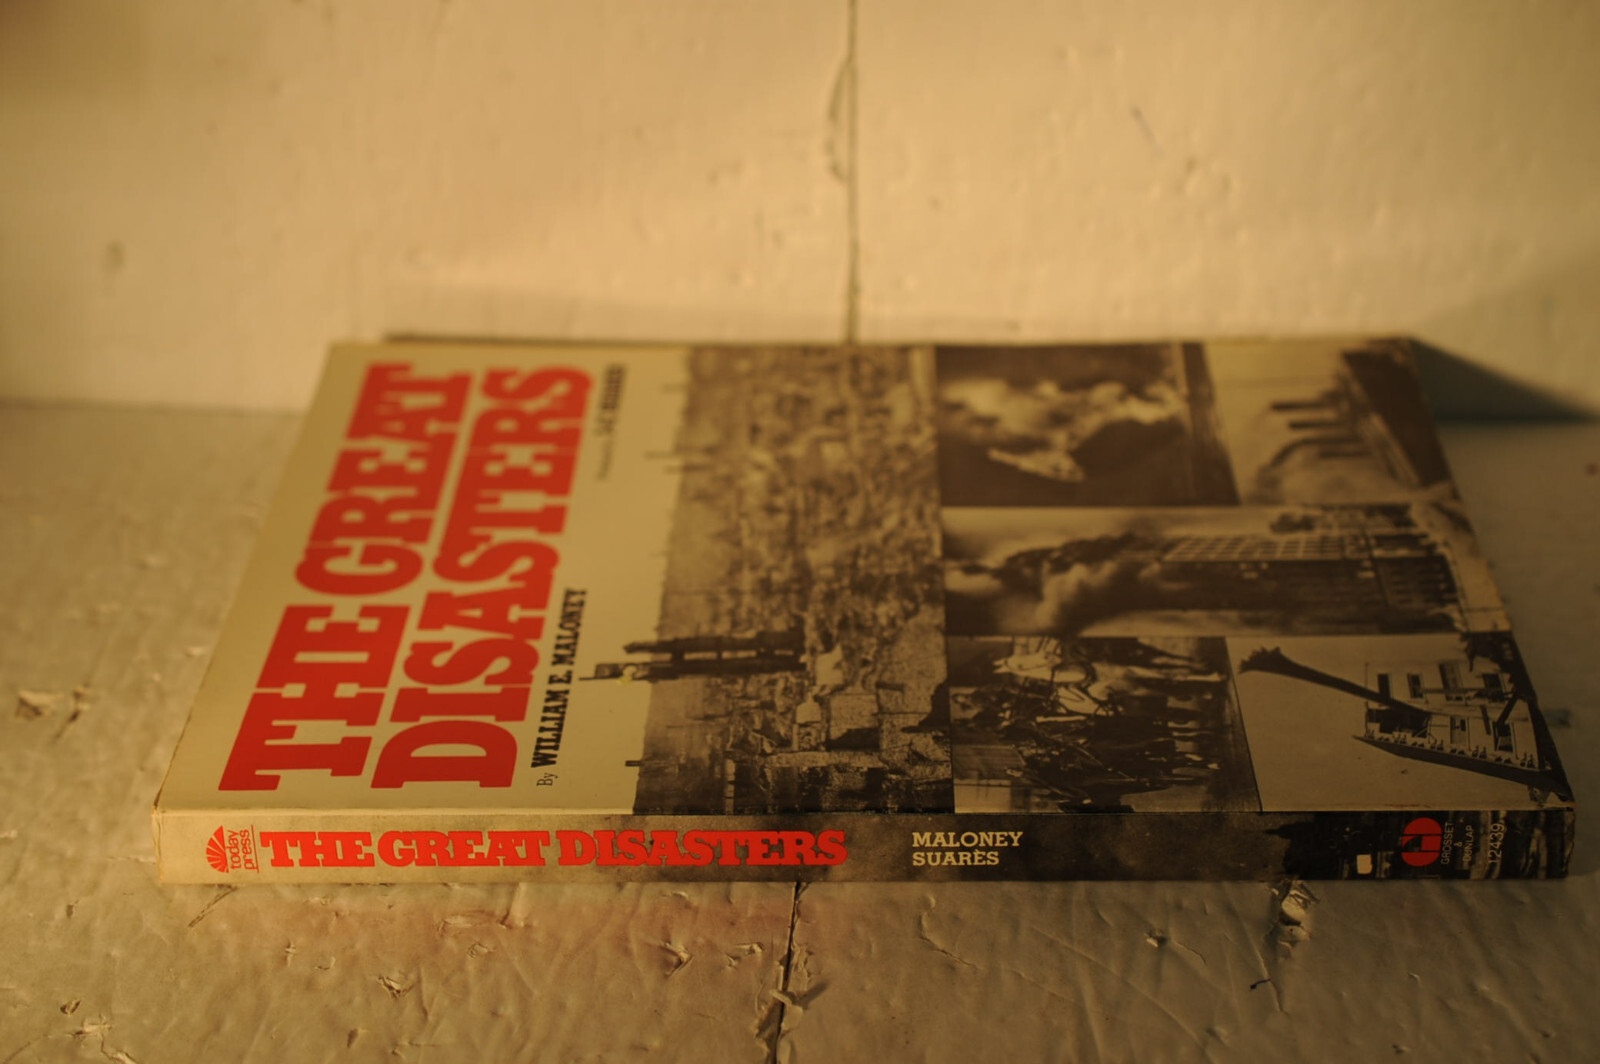 THE GREAT
DISASTERS
By WILLIAM E. MALONEY
today
press
THE GREAT DISASTERS
MALONEY
SUARÈS
GROSSET
&
DUNLAP
12439